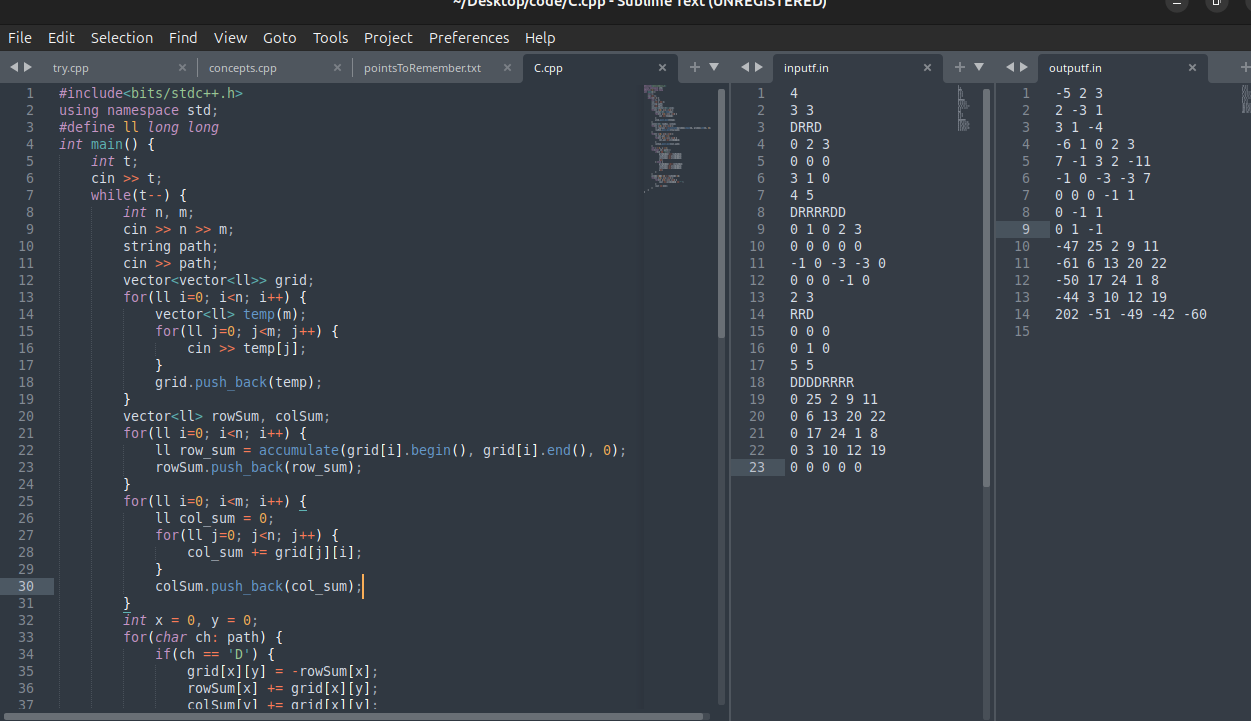 ~/Desktop/code/C.cpp - Sublime Text (UNREGISTERED)
File Edit Selection Find View Goto Tools Project Preferences Help
try.cpp concepts.cpp pointsToRemember.txt C.cpp
1 #include<bits/stdc++.h>
2 using namespace std;
3 #define ll long long
4 int main() {
5 int t;
6 cin >> t;
7 while(t--) {
8 int n, m;
9 cin >> n >> m;
10 string path;
11 cin >> path;
12 vector<vector<ll>> grid;
13 for(ll i=0; i<n; i++) {
14 vector<ll> temp(m);
15 for(ll j=0; j<m; j++) {
16 cin >> temp[j];
17 }
18 grid.push_back(temp);
19 }
20 vector<ll> rowSum, colSum;
21 for(ll i=0; i<n; i++) {
22 ll row_sum = accumulate(grid[i].begin(), grid[i].end(), 0);
23 rowSum.push_back(row_sum);
24 }
25 for(ll i=0; i<m; i++) {
26 ll col_sum = 0;
27 for(ll j=0; j<n; j++) {
28 col_sum += grid[j][i];
29 }
30 colSum.push_back(col_sum);
31 }
32 int x = 0, y = 0;
33 for(char ch: path) {
34 if(ch == 'D') {
35 grid[x][y] = -rowSum[x];
36 rowSum[x] += grid[x][y];
37 colSum[y] += grid[x][y];
inputf.in
1 4
2 3 3
3 DRRD
4 0 2 3
5 0 0 0
6 3 1 0
7 4 5
8 DRRRRDD
9 0 1 0 2 3
10 0 0 0 0 0
11 -1 0 -3 -3 0
12 0 0 0 -1 0
13 2 3
14 RRD
15 0 0 0
16 0 1 0
17 5 5
18 DDDDRRRR
19 0 25 2 9 11
20 0 6 13 20 22
21 0 17 24 1 8
22 0 3 10 12 19
23 0 0 0 0 0
outputf.in
1 -5 2 3
2 2 -3 1
3 3 1 -4
4 -6 1 0 2 3
5 7 -1 3 2 -11
6 -1 0 -3 -3 7
7 0 0 0 -1 1
8 0 -1 1
9 0 1 -1
10 -47 25 2 9 11
11 -61 6 13 20 22
12 -50 17 24 1 8
13 -44 3 10 12 19
14 202 -51 -49 -42 -60
15